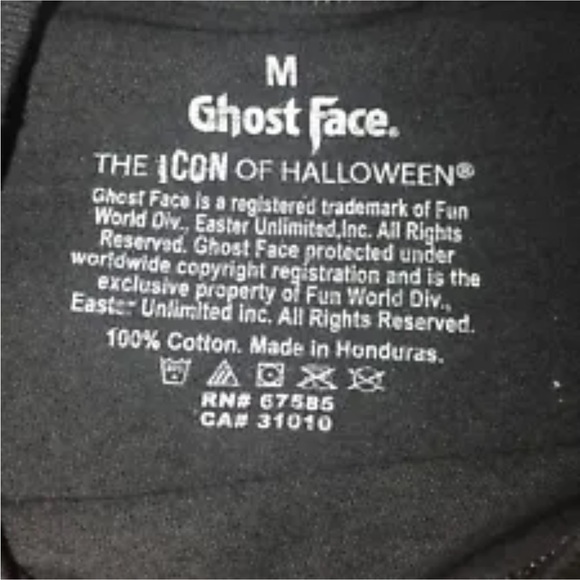 M
Ghost Face®
THE ICON OF HALLOWEEN®
Ghost Face is a registered trademark of Fun
World Div., Easter Unlimited,Inc. All Rights
Reserved. Ghost Face protected under
worldwide copyright registration and is the
exclusive property of Fun World Div.,
Easter Unlimited Inc. All Rights Reserved.
100% Cotton. Made in Honduras.
RN# 67585
CA# 31010